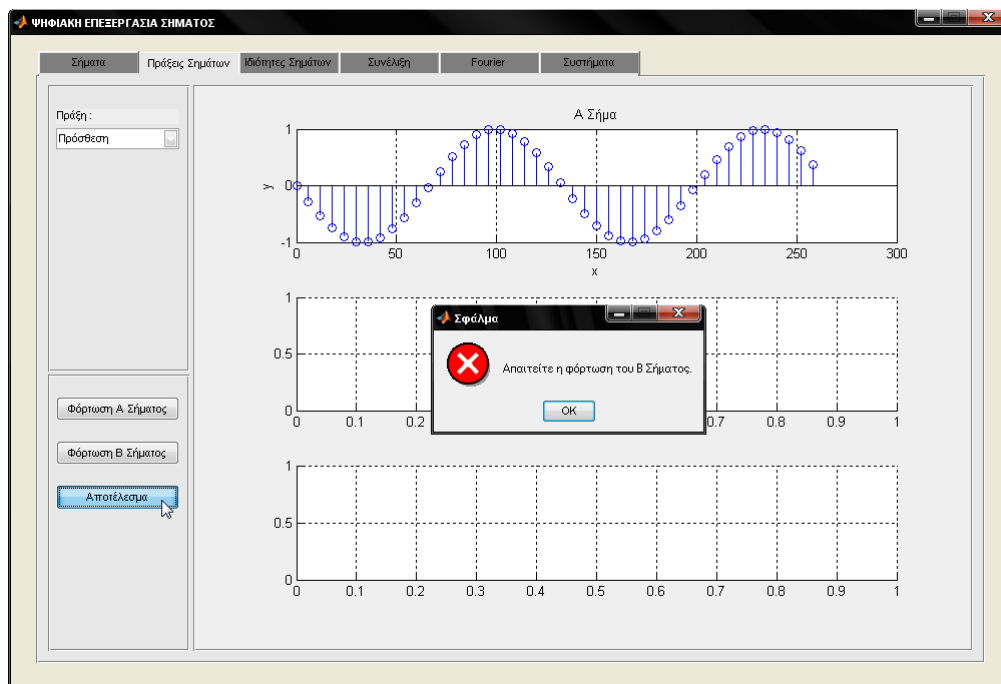 ΨΗΦΙΑΚΗ ΕΠΕΞΕΡΓΑΣΙΑ ΣΗΜΑΤΟΣ
Σήματα Πράξεις Σημάτων Ιδιότητες Σημάτων Συνέλιξη Fourier Συστήματα
Πράξη :
Πρόσθεση
Φόρτωση Α Σήματος
Φόρτωση Β Σήματος
Αποτέλεσμα
Α Σήμα
1
0
-1
y
0 50 100 150 200 250 300
x
1
0.5
0
0 0.1 0.2 0.7 0.8 0.9 1
Σφάλμα
Απαιτείτε η φόρτωση του Β Σήματος.
OK
1
0.5
0
0 0.1 0.2 0.3 0.4 0.5 0.6 0.7 0.8 0.9 1